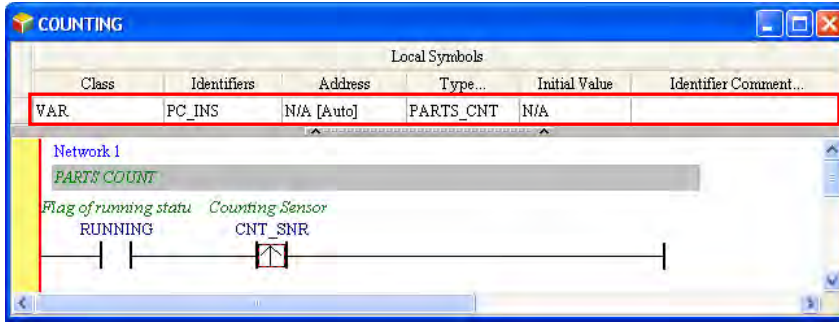 COUNTING
Local Symbols
Class Identifiers Address Type... Initial Value Identifier Comment...
VAR PC_INS N/A [Auto] PARTS_CNT N/A
Network 1
PARTS COUNT
Flag of running statu Counting Sensor
RUNNING CNT_SNR